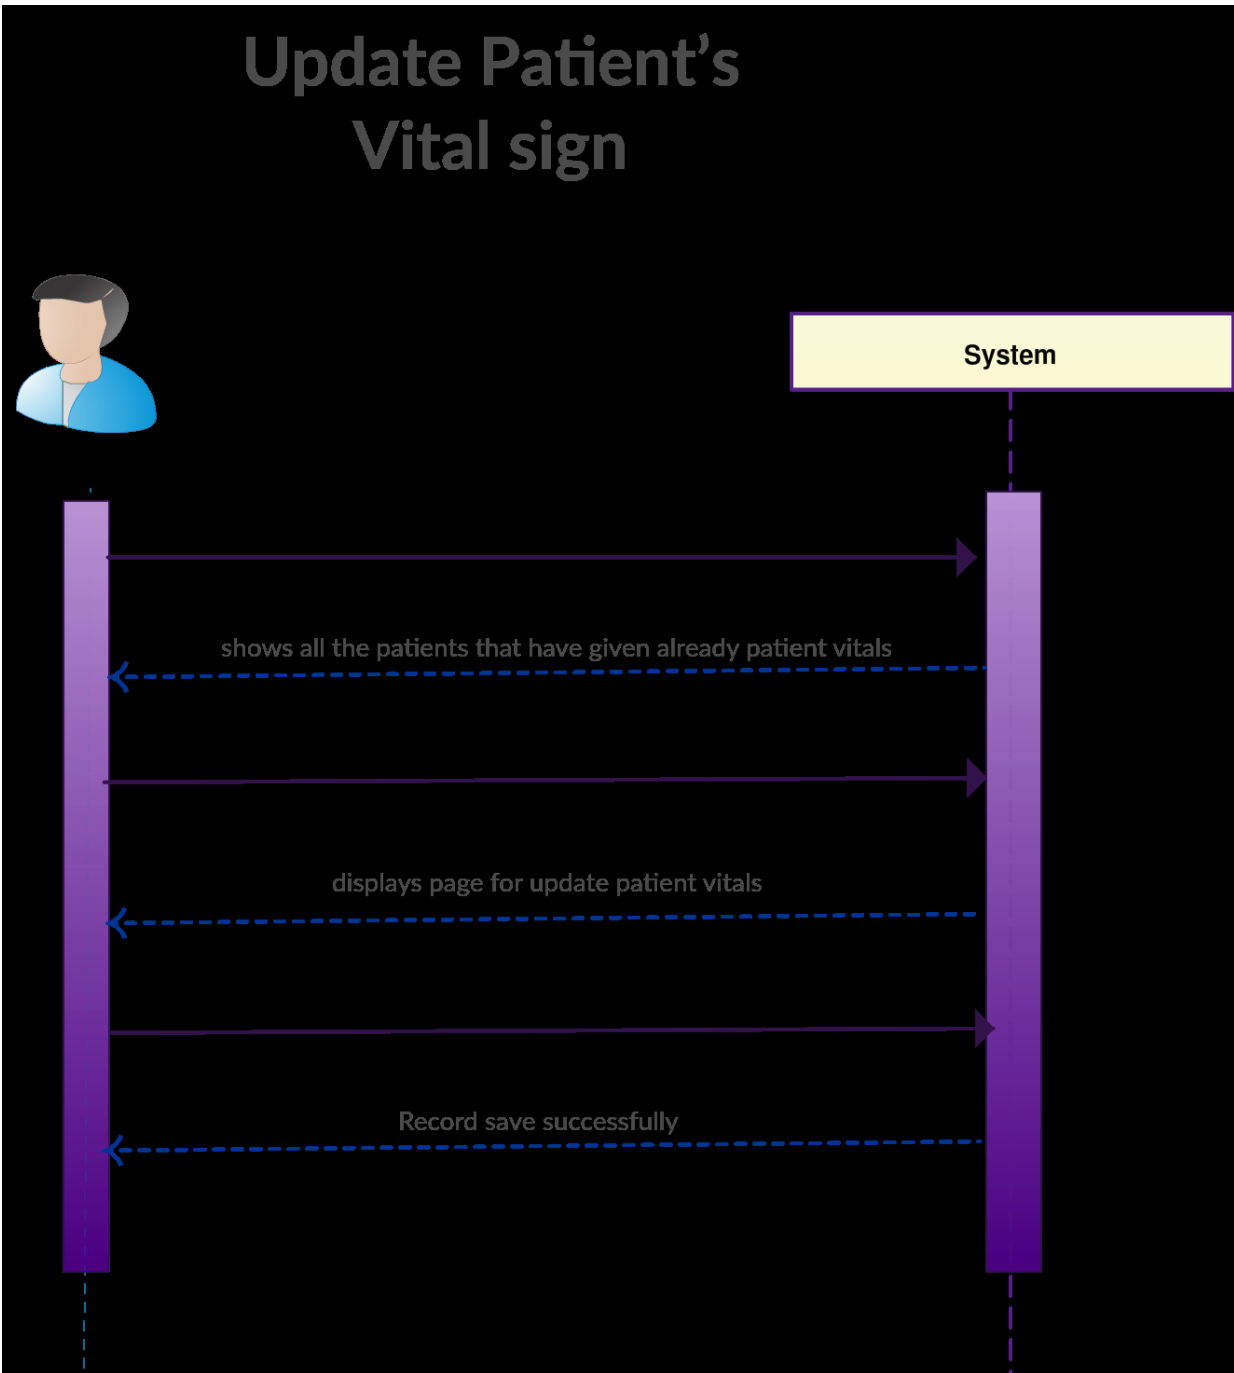 Update Patient’s
Vital sign
System
shows all the patients that have given already patient vitals
displays page for update patient vitals
Record save successfully